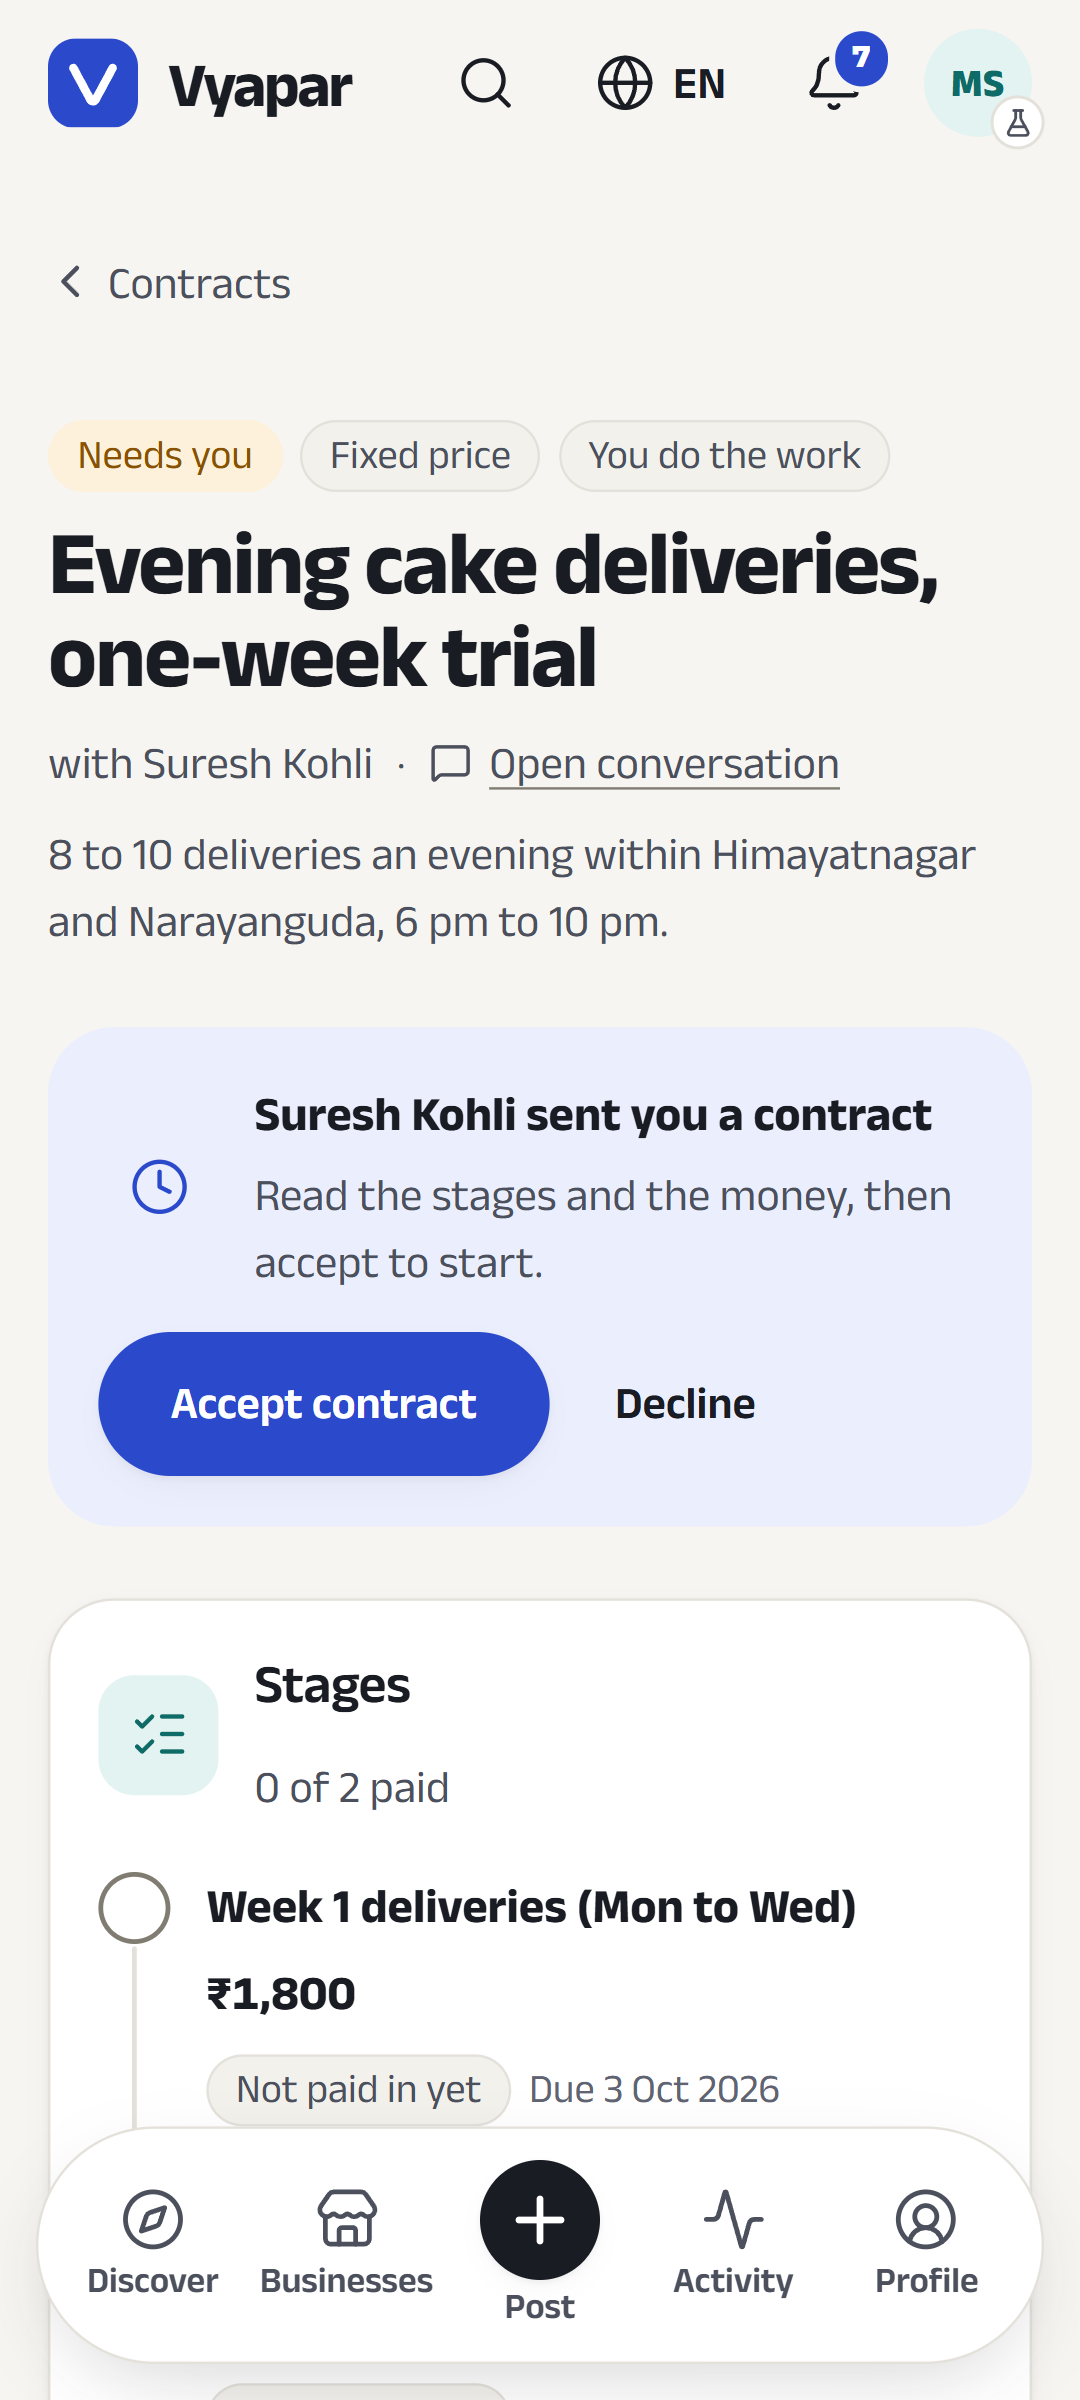 Vyapar
EN
7
MS
Contracts
Needs you
Fixed price
You do the work
Evening cake deliveries,
one-week trial
with Suresh Kohli · Open conversation
8 to 10 deliveries an evening within Himayatnagar
and Narayanguda, 6 pm to 10 pm.
Suresh Kohli sent you a contract
Read the stages and the money, then
accept to start.
Accept contract
Decline
Stages
0 of 2 paid
Week 1 deliveries (Mon to Wed)
₹1,800
Not paid in yet
Due 3 Oct 2026
Discover
Businesses
Post
Activity
Profile